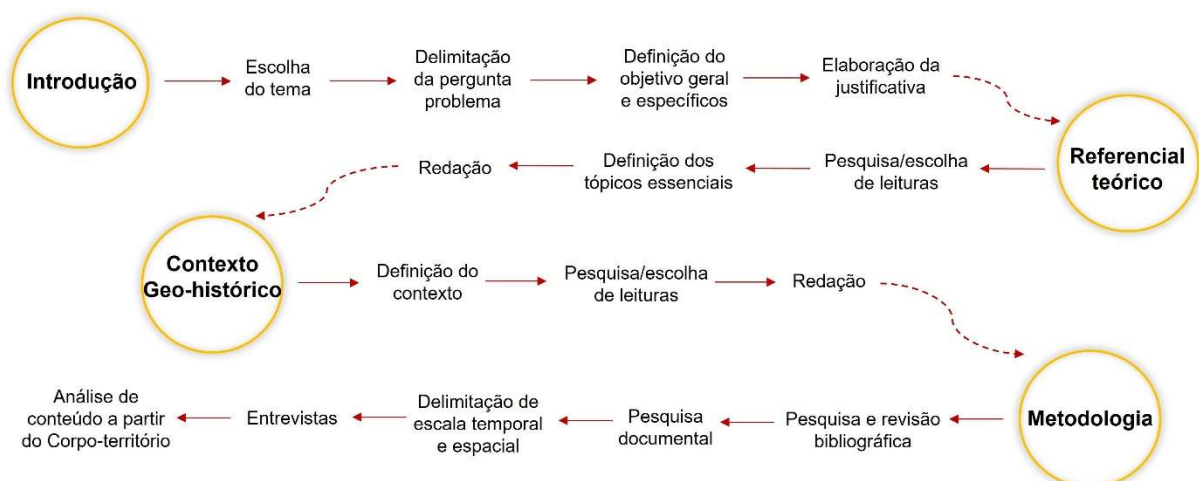 Introdução
Escolha
do tema
Delimitação
da pergunta
problema
Definição do
objetivo geral
e específicos
Elaboração da
justificativa
Referencial
teórico
Pesquisa/escolha
de leituras
Definição dos
tópicos essenciais
Redação
Contexto
Geo-histórico
Definição do
contexto
Pesquisa/escolha
de leituras
Redação
Metodologia
Pesquisa e revisão
bibliográfica
Pesquisa
documental
Delimitação de
escala temporal
e espacial
Entrevistas
Análise de
conteúdo a partir
do Corpo-território